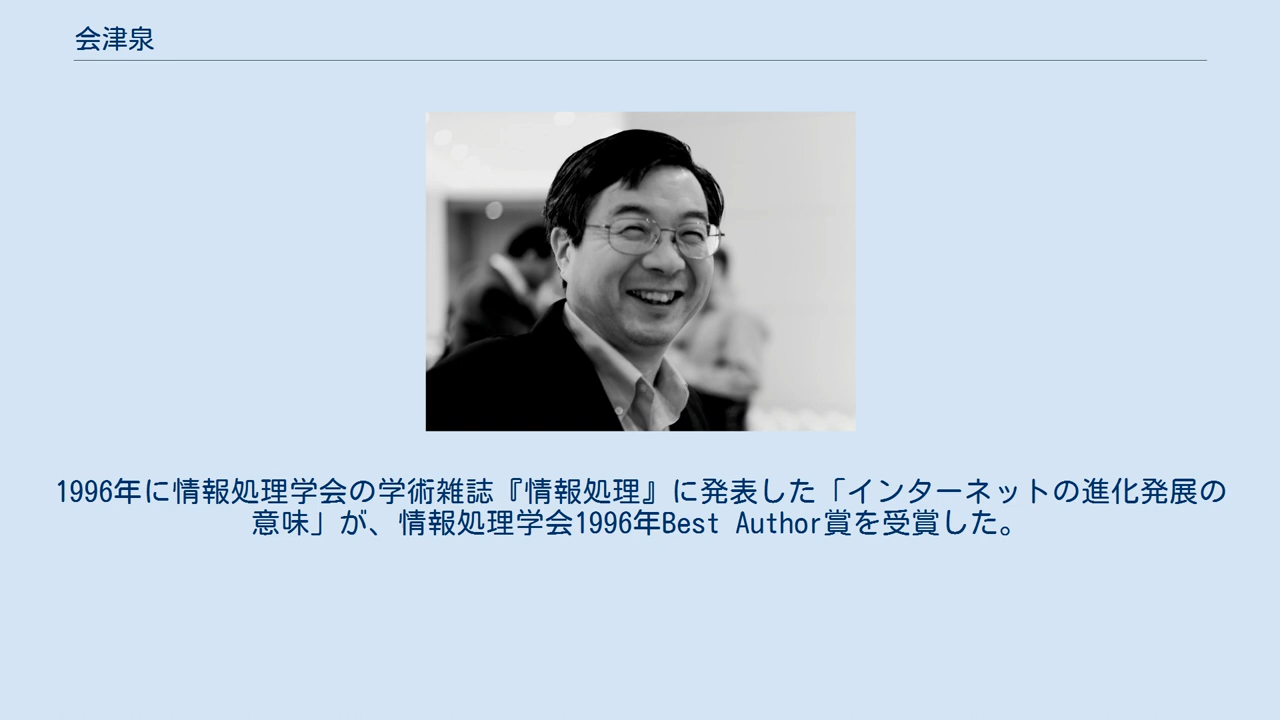 会津泉
1996年に情報処理学会の学術雑誌『情報処理』に発表した「インターネットの進化発展の
意味」が、情報処理学会1996年Best Author賞を受賞した。